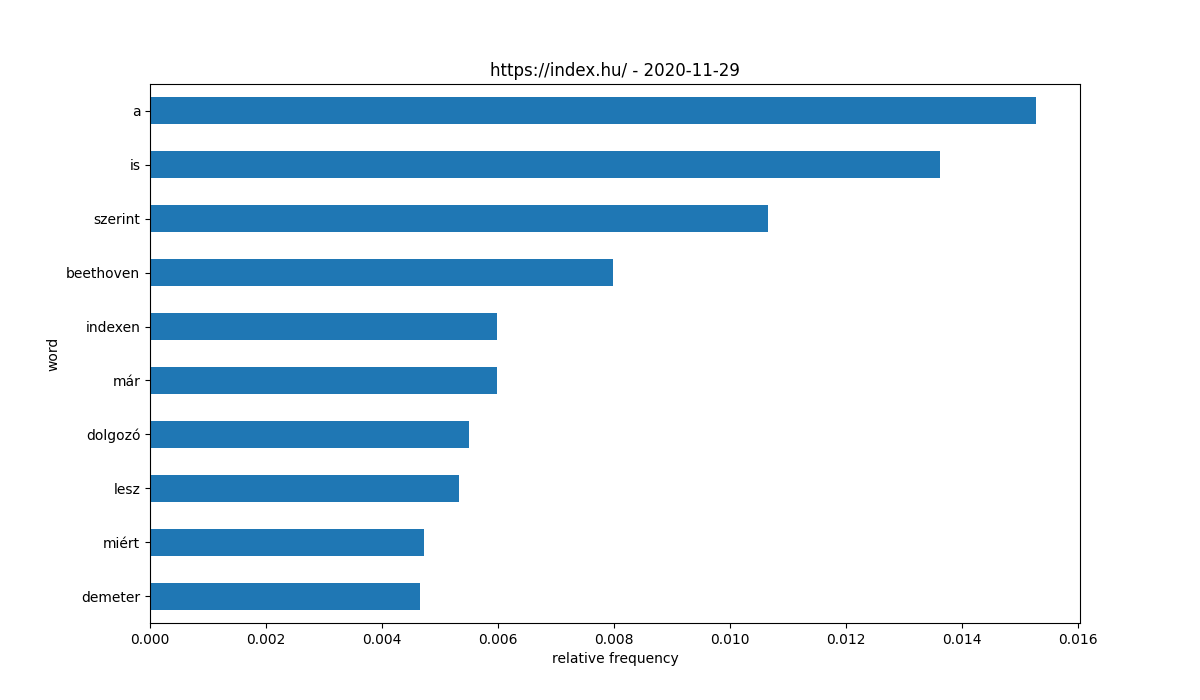 https://index.hu/ - 2020-11-29
word
a
is
szerint
beethoven
indexen
már
dolgozó
lesz
miért
demeter
0.000 0.002 0.004 0.006 0.008 0.010 0.012 0.014 0.016
relative frequency